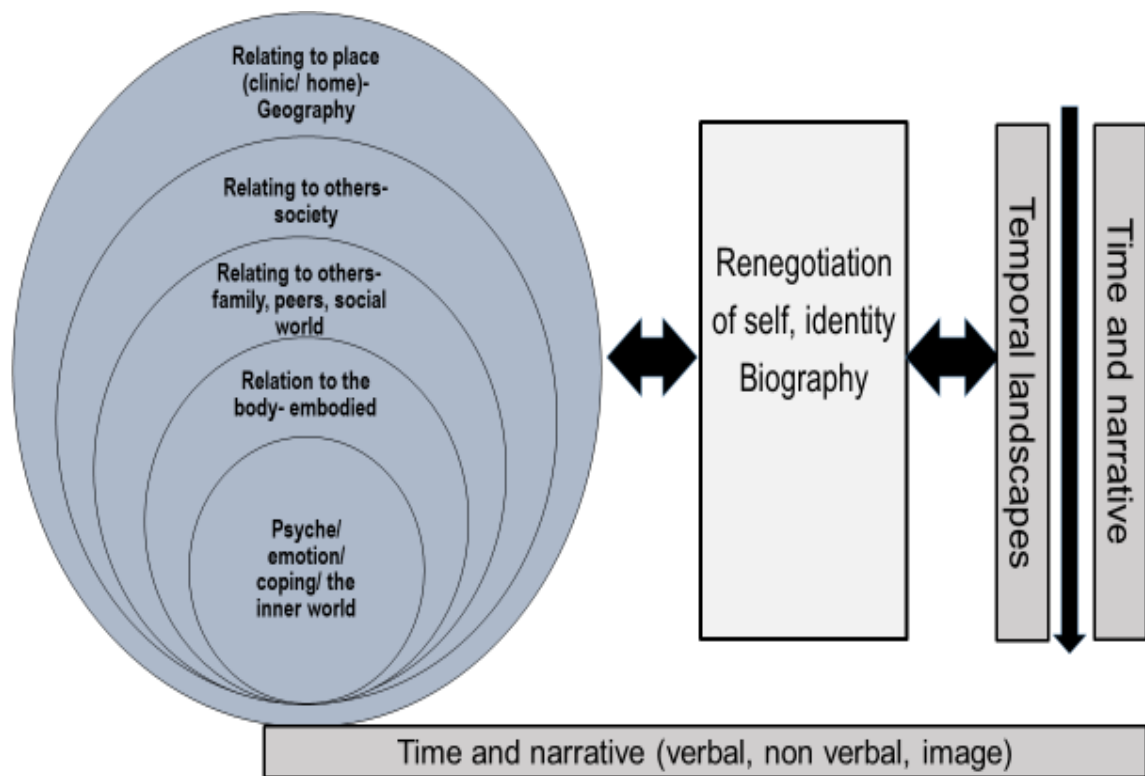 Relating to place
(clinic/ home)-
Geography
Relating to others-
society
Relating to others-
family, peers, social
world
Relation to the
body- embodied
Psyche/
emotion/
coping/ the
inner world
Renegotiation
of self, identity
Biography
Temporal landscapes
Time and narrative
Time and narrative (verbal, non verbal, image)